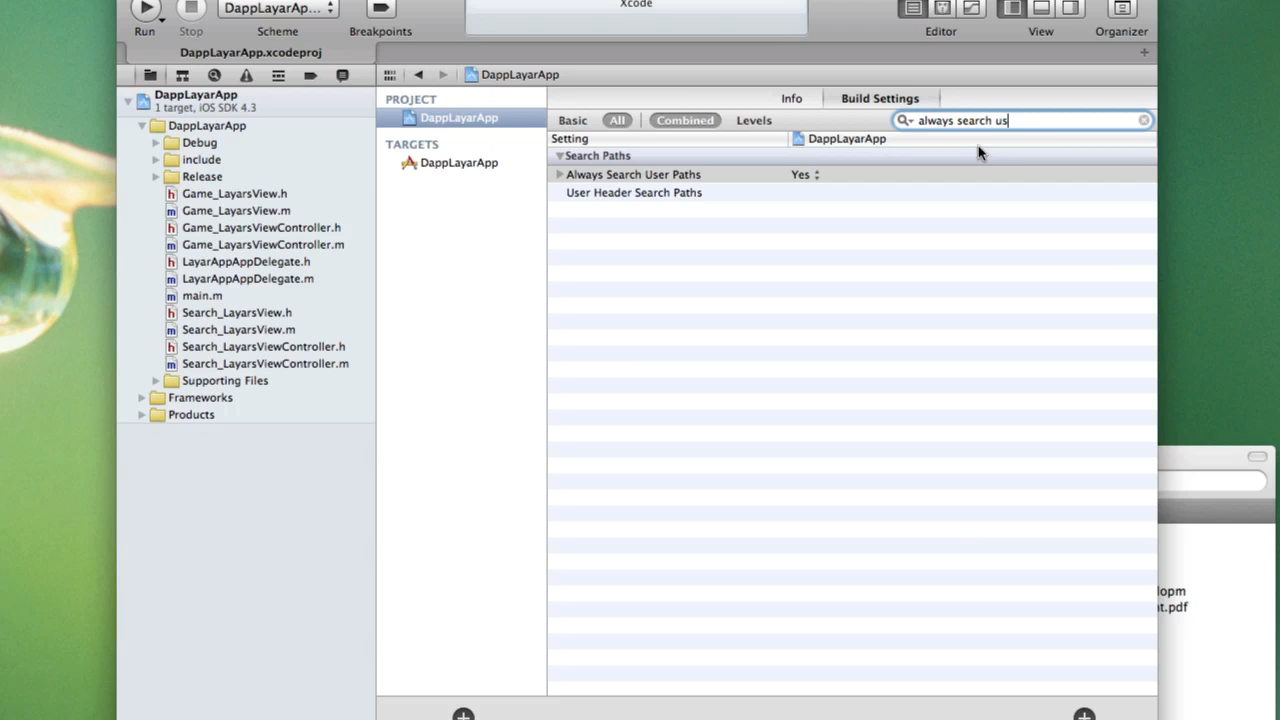 DappLayarAp...
Xcode
Run
Stop
Scheme
Breakpoints
Editor
View
Organizer
DappLayarApp.xcodeproj
DappLayarApp
DappLayarApp
1 target, iOS SDK 4.3
DappLayarApp
Debug
include
Release
h Game_LayarsView.h
m Game_LayarsView.m
h Game_LayarsViewController.h
m Game_LayarsViewController.m
h LayarAppAppDelegate.h
m LayarAppAppDelegate.m
m main.m
h Search_LayarsView.h
m Search_LayarsView.m
h Search_LayarsViewController.h
m Search_LayarsViewController.m
Supporting Files
Frameworks
Products
PROJECT
DappLayarApp
TARGETS
DappLayarApp
Info
Build Settings
Basic
All
Combined
Levels
always search us
Setting
DappLayarApp
Search Paths
Always Search User Paths
Yes
User Header Search Paths
lopm
t.pdf